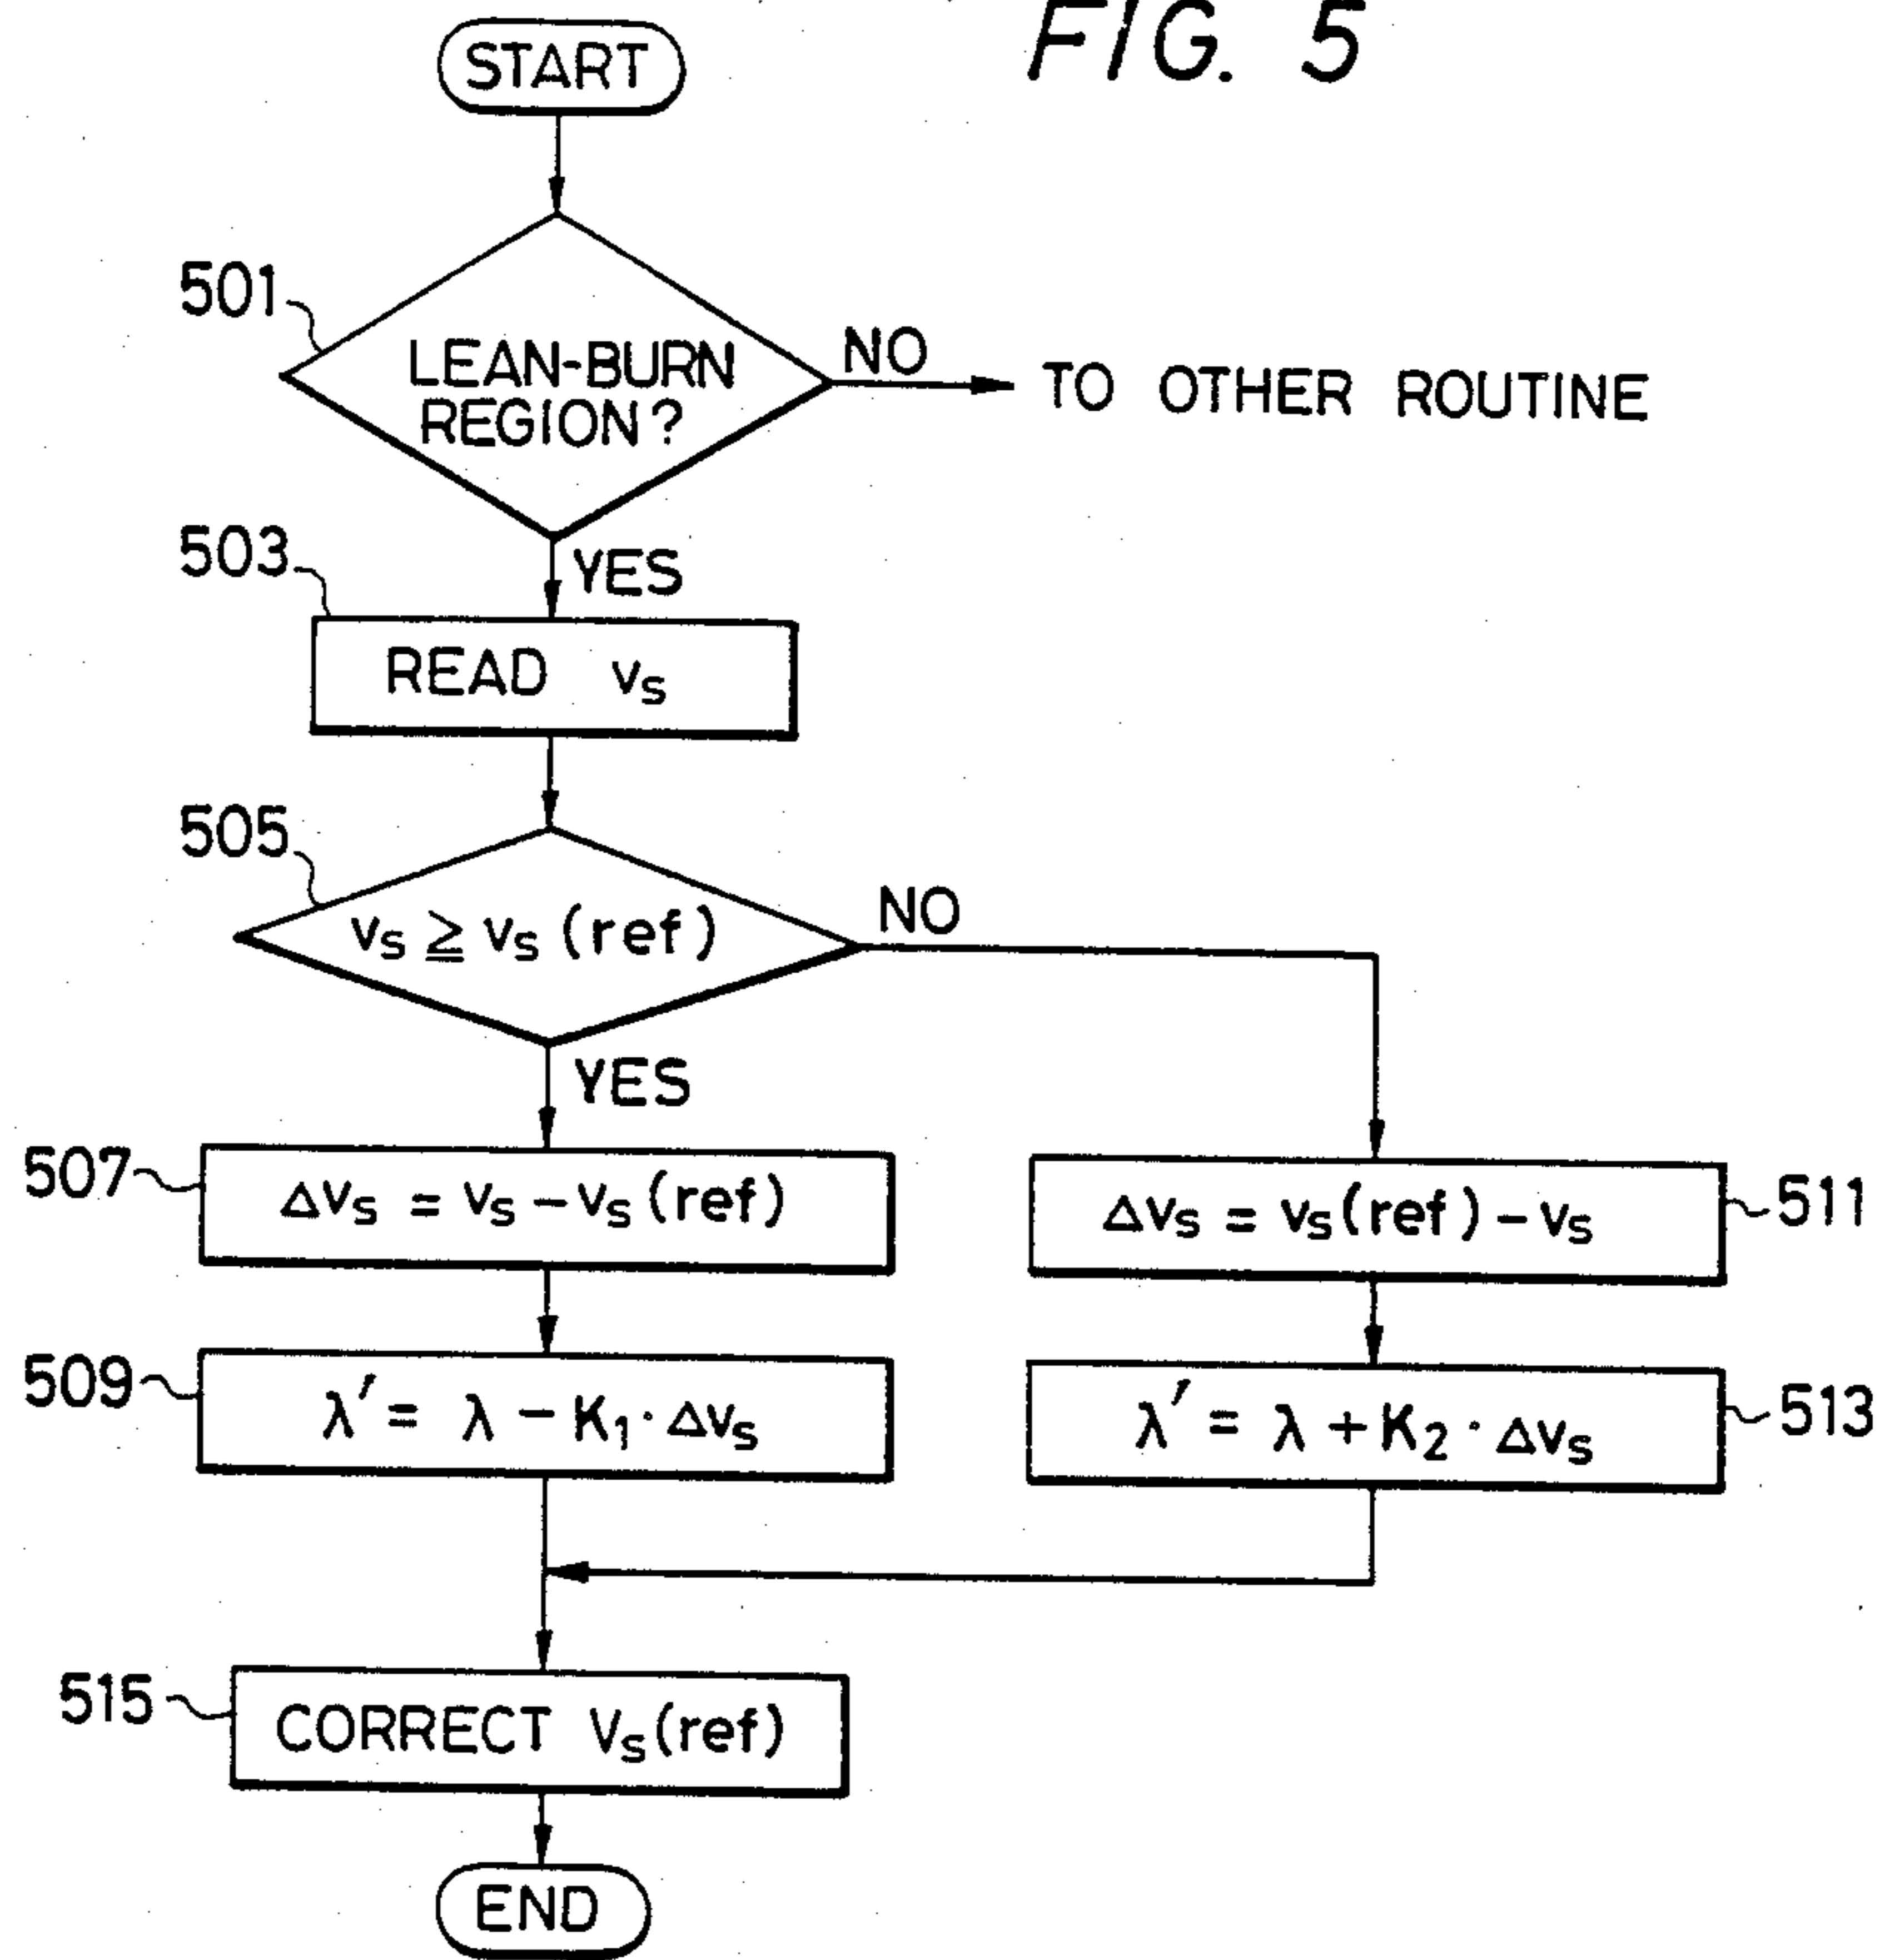 FIG. 5
START
501
LEAN-BURN
REGION?
NO
TO OTHER ROUTINE
YES
503
READ vs
505
vs ≧ vs (ref)
NO
YES
507
Δvs = vs − vs (ref)
511
Δvs = vs(ref) − vs
509
λ' = λ − K1 · Δvs
513
λ' = λ + K2 · Δvs
515
CORRECT Vs(ref)
END